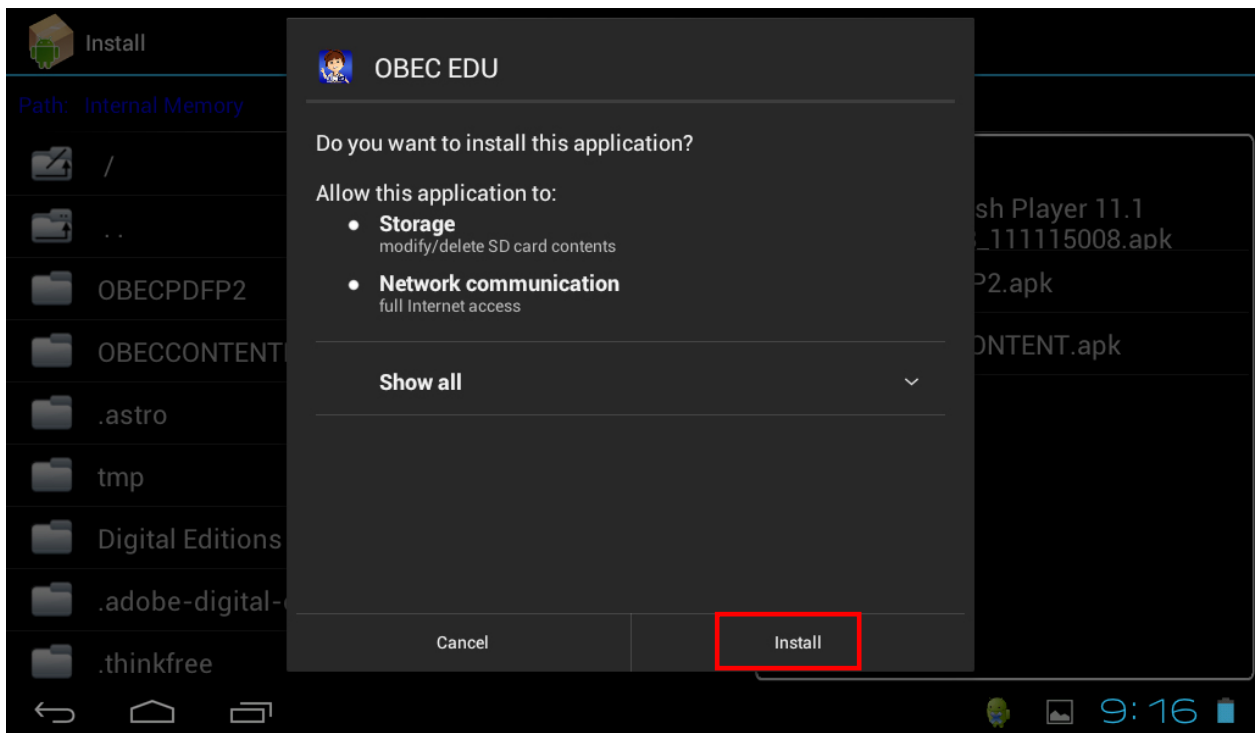 Install
Path: Internal Memory
/
..
OBECPDFP2
OBECCONTENT
.astro
tmp
Digital Editions
.adobe-digital-
.thinkfree
OBEC EDU
Do you want to install this application?
Allow this application to:
Storage
modify/delete SD card contents
Network communication
full Internet access
Show all
Cancel
Install
sh Player 11.1
_111115008.apk
P2.apk
ONTENT.apk
9:16